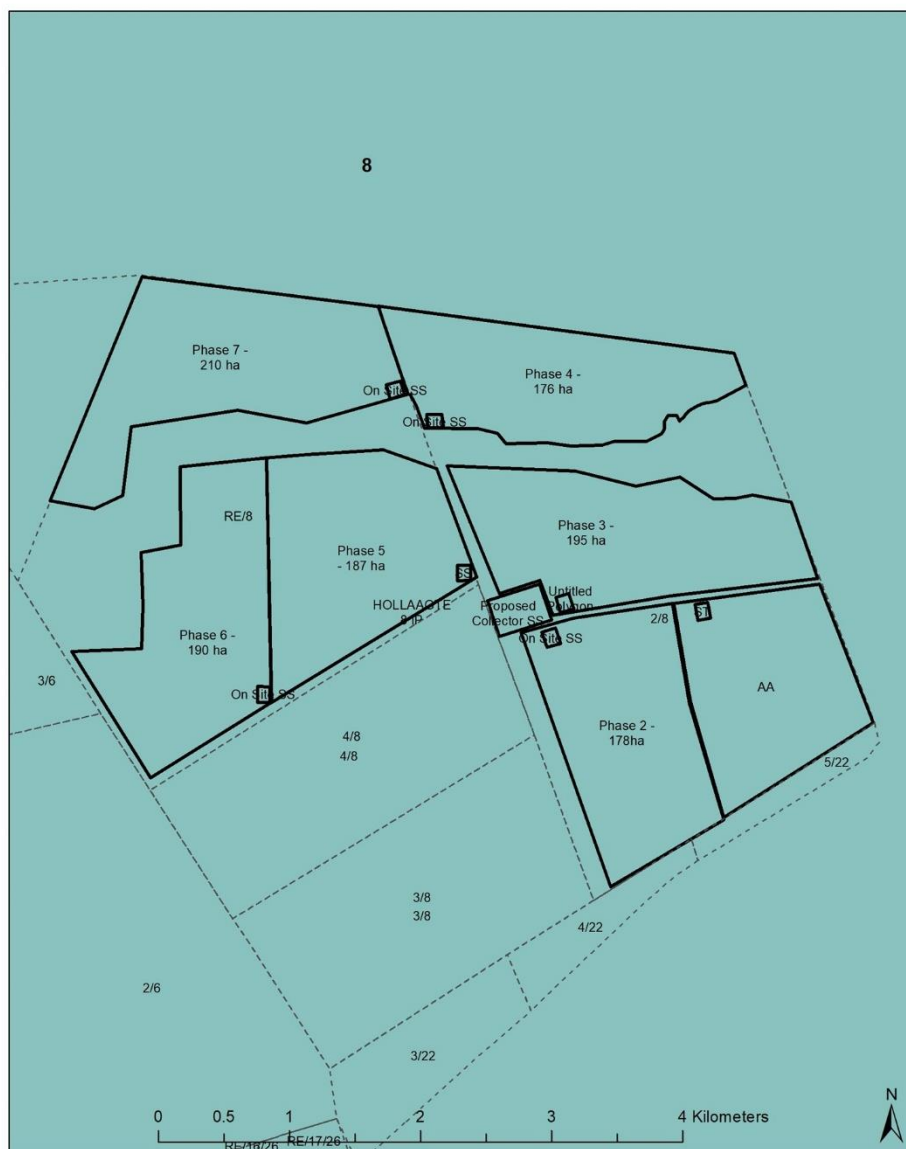 8
Phase 7 -
210 ha
Phase 4 -
176 ha
On Site SS
On Site SS
RE/8
Phase 5
- 187 ha
Phase 3 -
195 ha
SS
HOLLAAGTE
8 IP
Proposed
Collector SS
Untitled
Polygon
ST
2/8
On Site SS
Phase 6 -
190 ha
3/6
On Site SS
AA
Phase 2 -
178ha
4/8
4/8
5/22
3/8
3/8
4/22
2/6
3/22
N
0 0.5 1 2 3 4 Kilometers
RE/17/26
RE/16/26